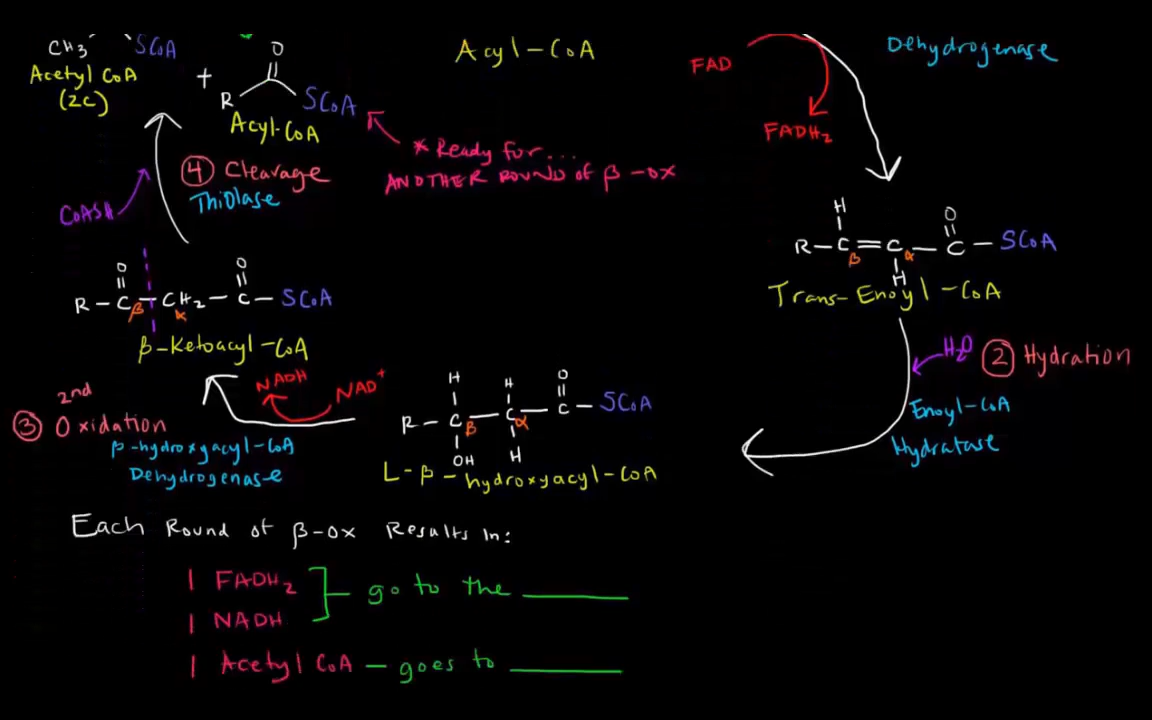 CH3
SCoA
Acetyl CoA
(2C)
+
O
R
SCoA
Acyl-CoA
Acyl-CoA
FAD
FADH2
Dehydrogenase
* Ready for...
ANOTHER ROUND of β-ox
4 Cleavage
Thiolase
CoASH
H
O
R-C=C-C-SCoA
β α
H
Trans-Enoyl-CoA
O O
R-C-CH2-C-SCoA
β α
β-Ketoacyl-CoA
H2O
2 Hydration
Enoyl-CoA
Hydratase
NADH
NAD+
2nd
3 Oxidation
β-hydroxyacyl-CoA
Dehydrogenase
H H O
R-C-C-C-SCoA
β α
OH H
L-β-hydroxyacyl-CoA
Each Round of β-ox Results In:
1 FADH2
go to the ______
1 NADH
1 Acetyl CoA - goes to ______